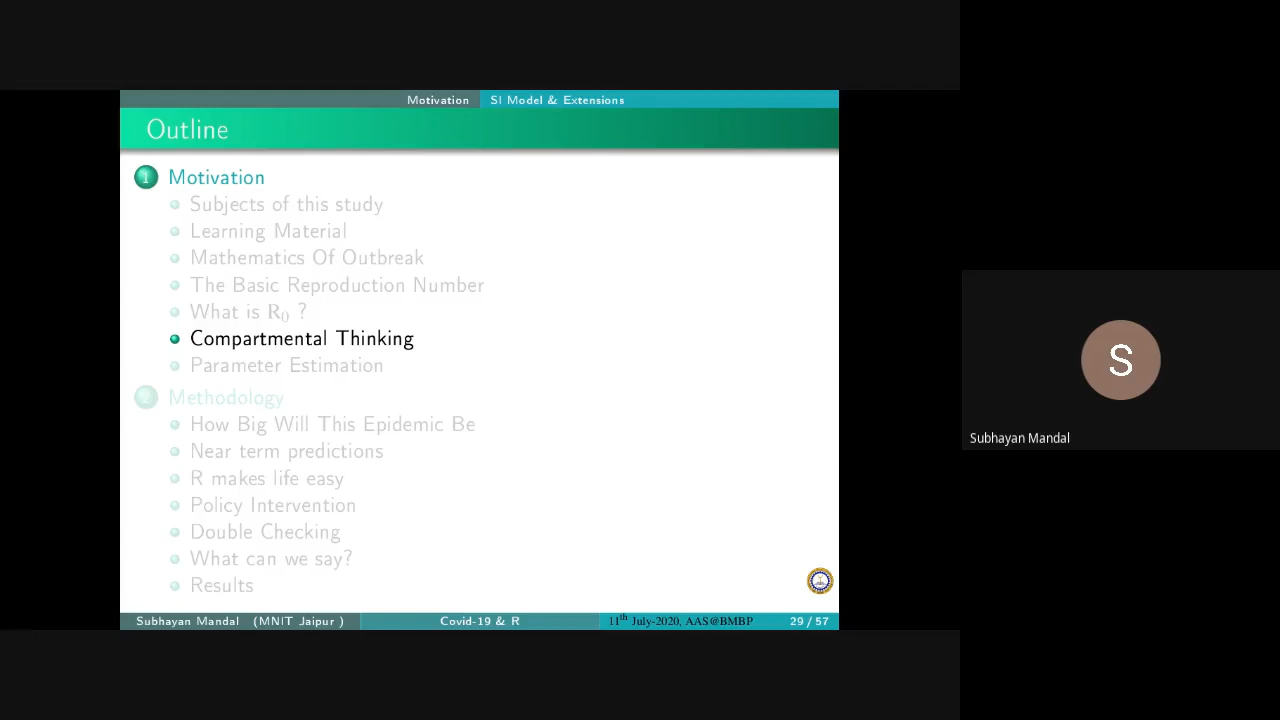 Motivation SI Model & Extensions
Outline
1 Motivation
Subjects of this study
Learning Material
Mathematics Of Outbreak
The Basic Reproduction Number
What is R0 ?
Compartmental Thinking
Parameter Estimation
2 Methodology
How Big Will This Epidemic Be
Near term predictions
R makes life easy
Policy Intervention
Double Checking
What can we say?
Results
Subhayan Mandal (MNIT Jaipur ) Covid-19 & R 11th July-2020, AAS@BMBP 29 / 57
S
Subhayan Mandal